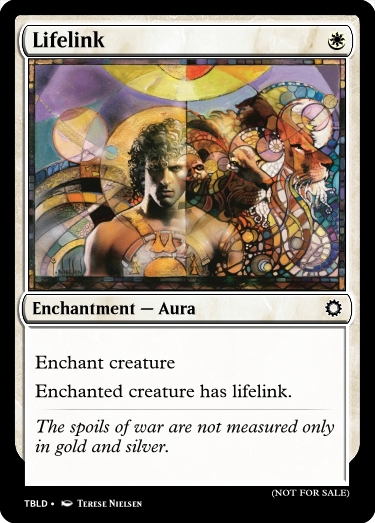 Lifelink
Enchantment — Aura
Enchant creature
Enchanted creature has lifelink.
The spoils of war are not measured only
in gold and silver.
(NOT FOR SALE)
TBLD • Terese Nielsen